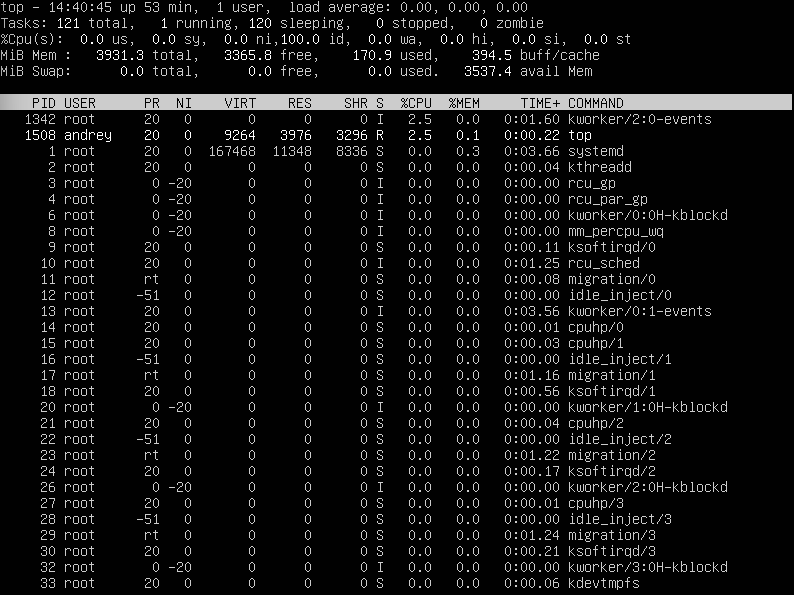 top - 14:40:45 up 53 min,  1 user,  load average: 0.00, 0.00, 0.00
Tasks: 121 total,   1 running, 120 sleeping,   0 stopped,   0 zombie
%Cpu(s):  0.0 us,  0.0 sy,  0.0 ni,100.0 id,  0.0 wa,  0.0 hi,  0.0 si,  0.0 st
MiB Mem :   3931.3 total,   3365.8 free,    170.9 used,    394.5 buff/cache
MiB Swap:      0.0 total,      0.0 free,      0.0 used.   3537.4 avail Mem
    PID USER      PR  NI    VIRT    RES    SHR S  %CPU  %MEM     TIME+ COMMAND
   1342 root      20   0       0      0      0 I   2.5   0.0   0:01.60 kworker/2:0-events
   1508 andrey    20   0    9264   3976   3296 R   2.5   0.1   0:00.22 top
      1 root      20   0  167468  11348   8336 S   0.0   0.3   0:03.66 systemd
      2 root      20   0       0      0      0 S   0.0   0.0   0:00.04 kthreadd
      3 root       0 -20       0      0      0 I   0.0   0.0   0:00.00 rcu_gp
      4 root       0 -20       0      0      0 I   0.0   0.0   0:00.00 rcu_par_gp
      6 root       0 -20       0      0      0 I   0.0   0.0   0:00.00 kworker/0:0H-kblockd
      8 root       0 -20       0      0      0 I   0.0   0.0   0:00.00 mm_percpu_wq
      9 root      20   0       0      0      0 S   0.0   0.0   0:00.11 ksoftirqd/0
     10 root      20   0       0      0      0 I   0.0   0.0   0:01.25 rcu_sched
     11 root      rt   0       0      0      0 S   0.0   0.0   0:00.08 migration/0
     12 root     -51   0       0      0      0 S   0.0   0.0   0:00.00 idle_inject/0
     13 root      20   0       0      0      0 I   0.0   0.0   0:03.56 kworker/0:1-events
     14 root      20   0       0      0      0 S   0.0   0.0   0:00.01 cpuhp/0
     15 root      20   0       0      0      0 S   0.0   0.0   0:00.03 cpuhp/1
     16 root     -51   0       0      0      0 S   0.0   0.0   0:00.00 idle_inject/1
     17 root      rt   0       0      0      0 S   0.0   0.0   0:01.16 migration/1
     18 root      20   0       0      0      0 S   0.0   0.0   0:00.56 ksoftirqd/1
     20 root       0 -20       0      0      0 I   0.0   0.0   0:00.00 kworker/1:0H-kblockd
     21 root      20   0       0      0      0 S   0.0   0.0   0:00.04 cpuhp/2
     22 root     -51   0       0      0      0 S   0.0   0.0   0:00.00 idle_inject/2
     23 root      rt   0       0      0      0 S   0.0   0.0   0:01.22 migration/2
     24 root      20   0       0      0      0 S   0.0   0.0   0:00.17 ksoftirqd/2
     26 root       0 -20       0      0      0 I   0.0   0.0   0:00.00 kworker/2:0H-kblockd
     27 root      20   0       0      0      0 S   0.0   0.0   0:00.01 cpuhp/3
     28 root     -51   0       0      0      0 S   0.0   0.0   0:00.00 idle_inject/3
     29 root      rt   0       0      0      0 S   0.0   0.0   0:01.24 migration/3
     30 root      20   0       0      0      0 S   0.0   0.0   0:00.21 ksoftirqd/3
     32 root       0 -20       0      0      0 I   0.0   0.0   0:00.00 kworker/3:0H-kblockd
     33 root      20   0       0      0      0 S   0.0   0.0   0:00.06 kdevtmpfs